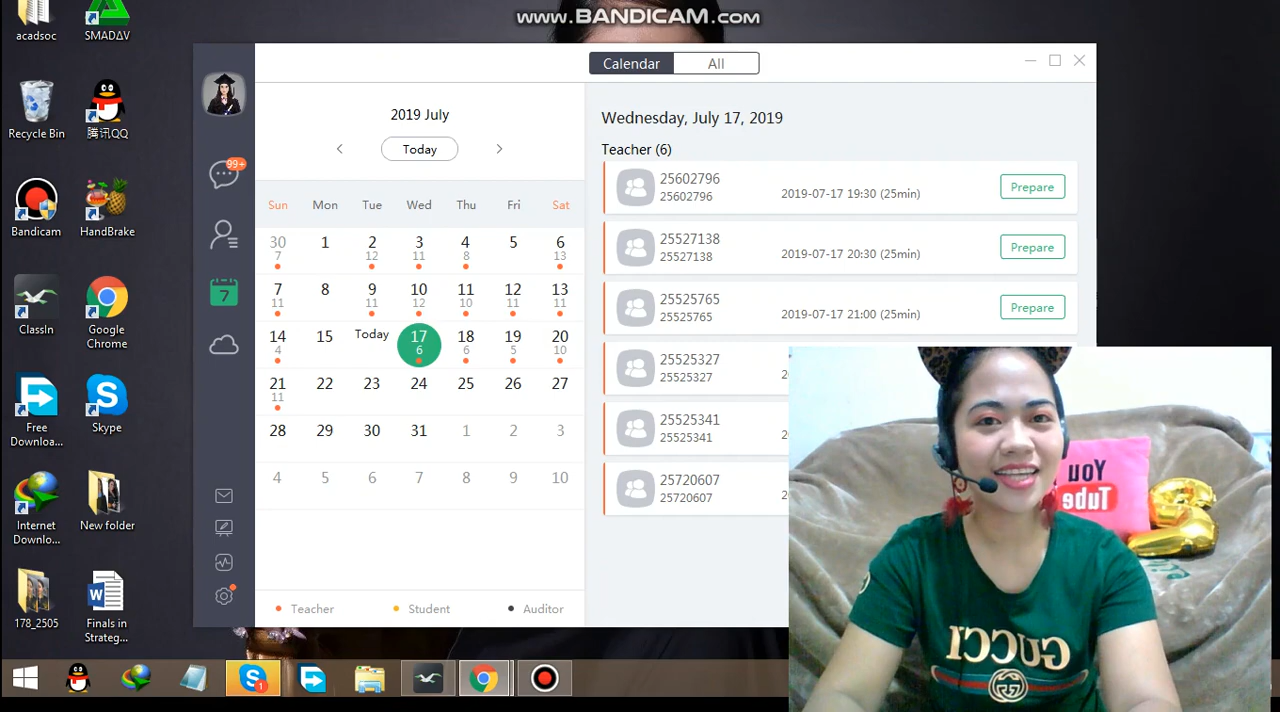 www.BANDICAM.com
acadsoc
SMADΔV
Recycle Bin
腾讯QQ
Bandicam
HandBrake
ClassIn
Google Chrome
Free Downloa...
Skype
Internet Downlo...
New folder
178_2505
Finals in Strateg...
Calendar
All
99+
7
2019 July
Today
Sun Mon Tue Wed Thu Fri Sat
30 1 2 3 4 5 6
7 12 11 8 13
7 8 9 10 11 12 13
11 11 12 10 11 11
14 15 Today 17 18 19 20
4 6 6 5 10
21 22 23 24 25 26 27
11
28 29 30 31 1 2 3
4 5 6 7 8 9 10
Teacher
Student
Auditor
Wednesday, July 17, 2019
Teacher (6)
25602796
25602796
2019-07-17 19:30 (25min)
Prepare
25527138
25527138
2019-07-17 20:30 (25min)
Prepare
25525765
25525765
2019-07-17 21:00 (25min)
Prepare
25525327
25525327
2
25525341
25525341
20
25720607
25720607
20
You
Tube
GUCCI
1